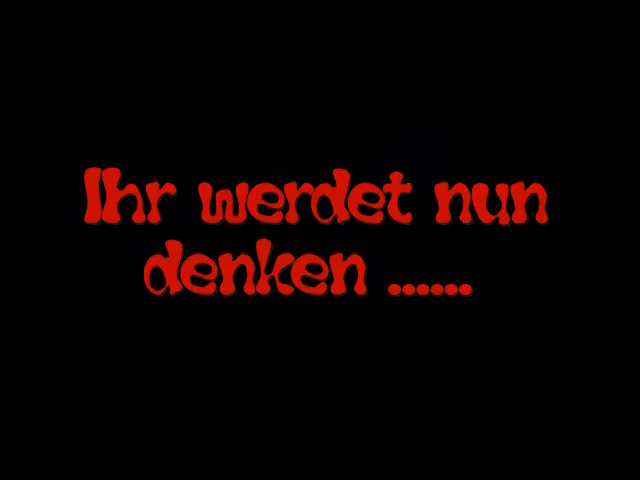 Ihr werdet nun
denken ......